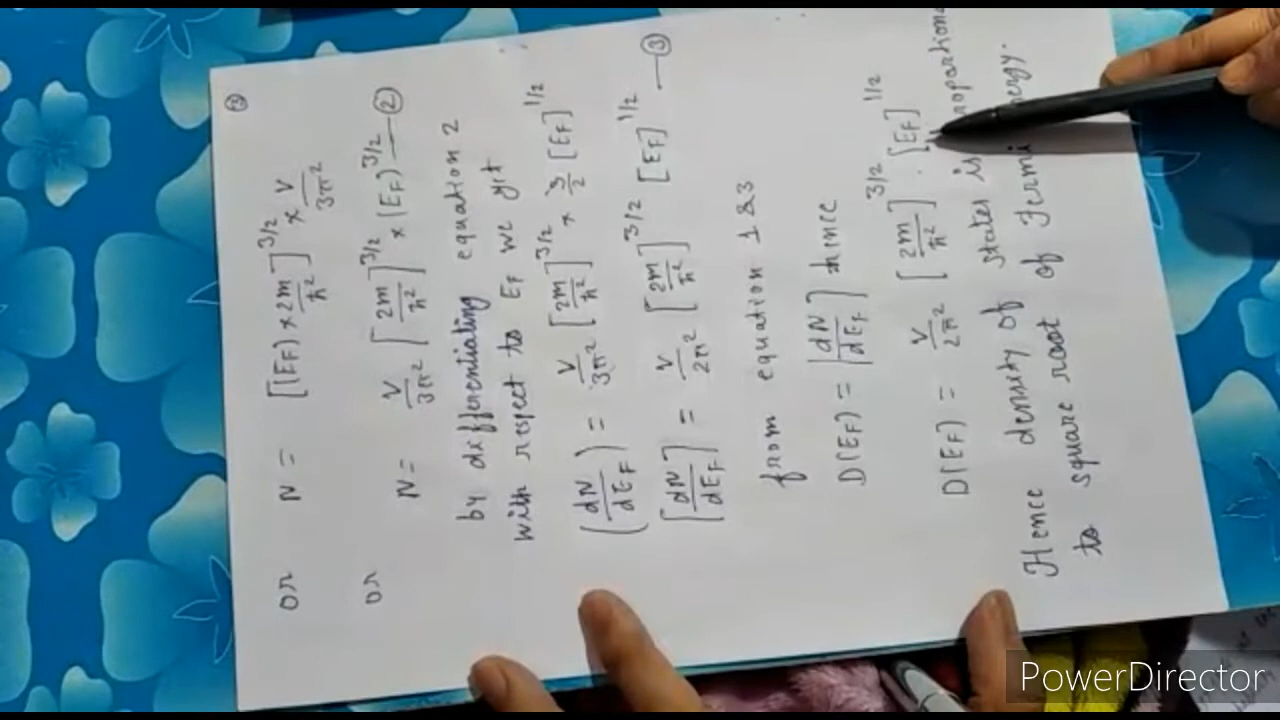 ②
or N = [(EF) × 2m/ħ²]^3/2 × V/3π²
or N = V/3π² [2m/ħ²]^3/2 × (EF)^3/2 — ②
by differentiating equation 2
with respect to EF we get
(dN/dEF) = V/3π² [2m/ħ²]^3/2 × 3/2 [EF]^1/2
[dN/dEF] = V/2π² [2m/ħ²]^3/2 [EF]^1/2 — ③
from equation 1 & 3
D(EF) = [dN/dEF] hence
D(EF) = V/2π² [2m/ħ²]^3/2 . [EF]^1/2
Hence density of states is
to square root of Fermi
PowerDirector